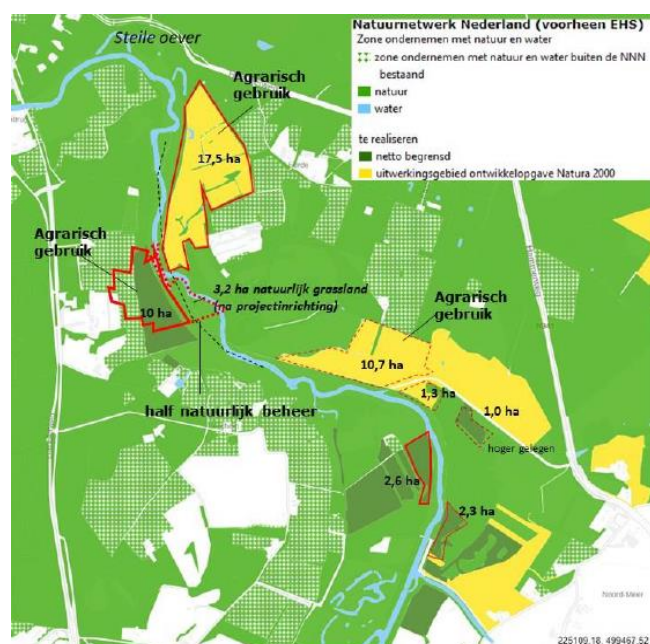 Natuurnetwerk Nederland (voorheen EHS)
Zone ondernemen met natuur en water
zone ondernemen met natuur en water buiten de NNN
bestaand
natuur
water
te realiseren
netto begrensd
uitwerkingsgebied ontwikkelopgave Natura 2000
Steile oever
Agrarisch
gebruik
17,5 ha
Agrarisch
gebruik
10 ha
3,2 ha natuurlijk grassland
(na projectinrichting)
Agrarisch
gebruik
10,7 ha
half natuurlijk beheer
1,3 ha
1,0 ha
hoger gelegen
2,6 ha
2,3 ha
Noord-Meer
225109.18, 499467.52